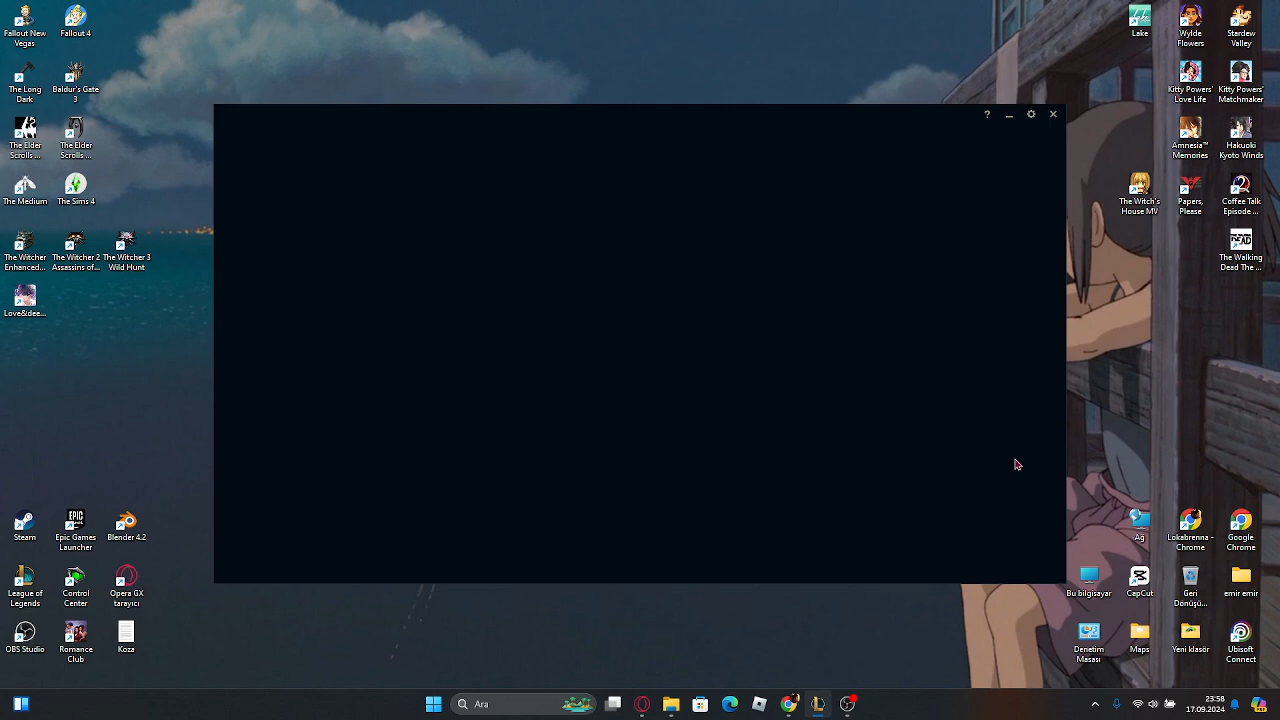 Fallout New
Vegas
Fallout 4
Lake
Wylde
Flowers
Stardew
Valley
The Long
Dark
Baldur's Gate
3
Kitty Powers'
Love Life
Kitty Powers'
Matchmaker
The Elder
Scrolls ...
The Elder
Scrolls ...
Amnesia™
Memories
Hakuoki
Kyoto Winds
The Medium
The Sims 4
The Witch's
House MV
Papers,
Please
Coffee Talk
Episode ...
The Witcher
Enhanced...
The Witcher 2
Assassins of...
The Witcher 3
Wild Hunt
DEAD
The Walking
Dead The ...
Love&dee...
?
Steam
EPIC
Epic Games
Launcher
Blender 4.2
Ağ
Lokabrenna -
Chrome
Google
Chrome
League of
Legends
Control
Center
Opera GX
tarayıcı
Bu bilgisayar
CapCut
Geri
Dönüşü...
emir emir
OBS Studio
Romance
Club
Koza
Denetim
Masası
Maps
Yeni klasör
Ubisoft
Connect
Ara
23:58
17.09.2024